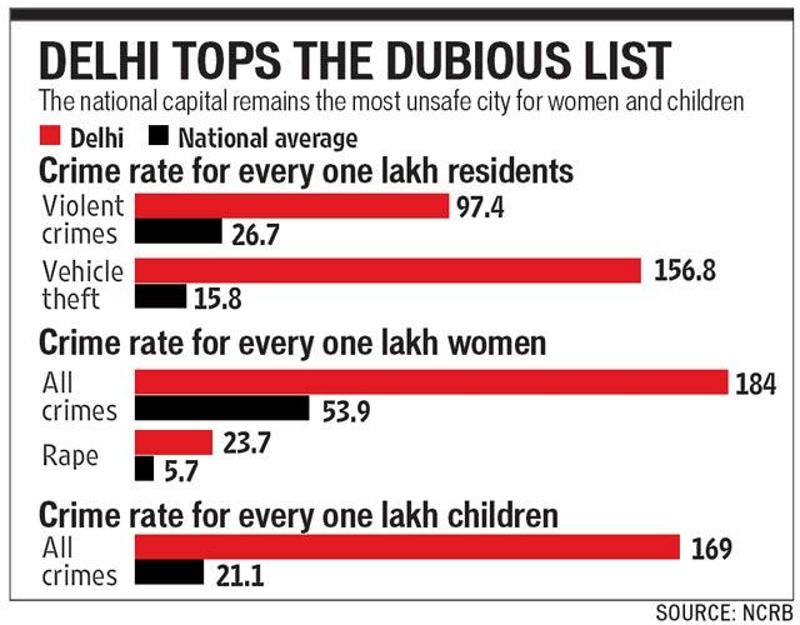 DELHI TOPS THE DUBIOUS LIST
The national capital remains the most unsafe city for women and children
Delhi National average
Crime rate for every one lakh residents
Violent crimes
97.4
26.7
Vehicle theft
156.8
15.8
Crime rate for every one lakh women
All crimes
184
53.9
Rape
23.7
5.7
Crime rate for every one lakh children
All crimes
169
21.1
SOURCE: NCRB